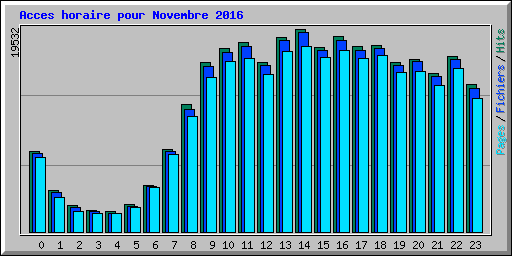 Acces horaire pour Novembre 2016
19532
Pages/Fichiers/Hits
0 1 2 3 4 5 6 7 8 9 10 11 12 13 14 15 16 17 18 19 20 21 22 23